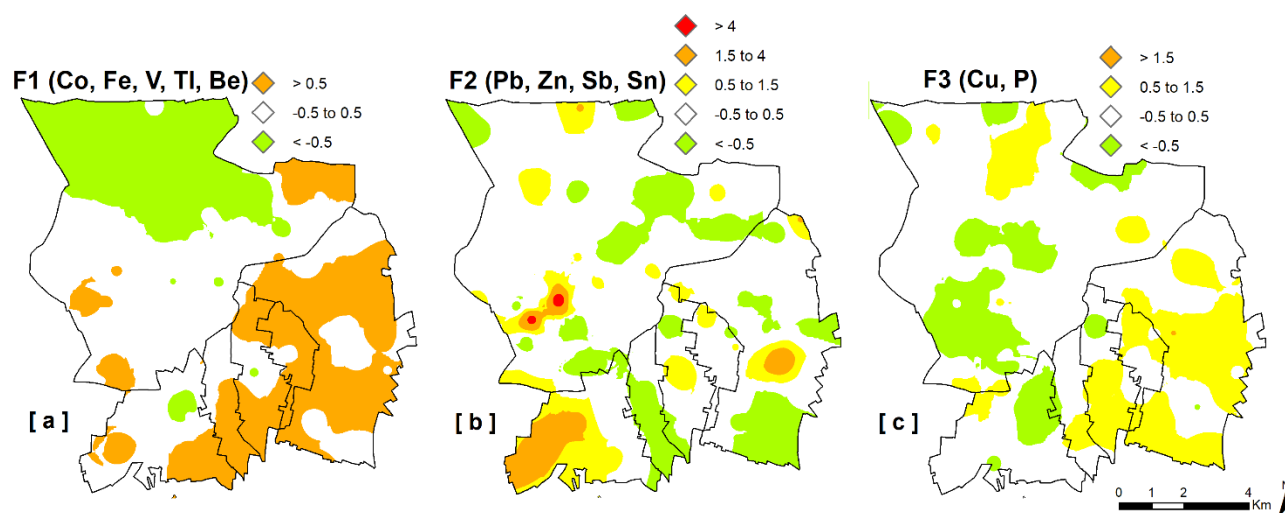 F1 (Co, Fe, V, Tl, Be)
> 0.5
-0.5 to 0.5
< -0.5
[ a ]
F2 (Pb, Zn, Sb, Sn)
> 4
1.5 to 4
0.5 to 1.5
-0.5 to 0.5
< -0.5
[ b ]
F3 (Cu, P)
> 1.5
0.5 to 1.5
-0.5 to 0.5
< -0.5
[ c ]
0 1 2 4
Km